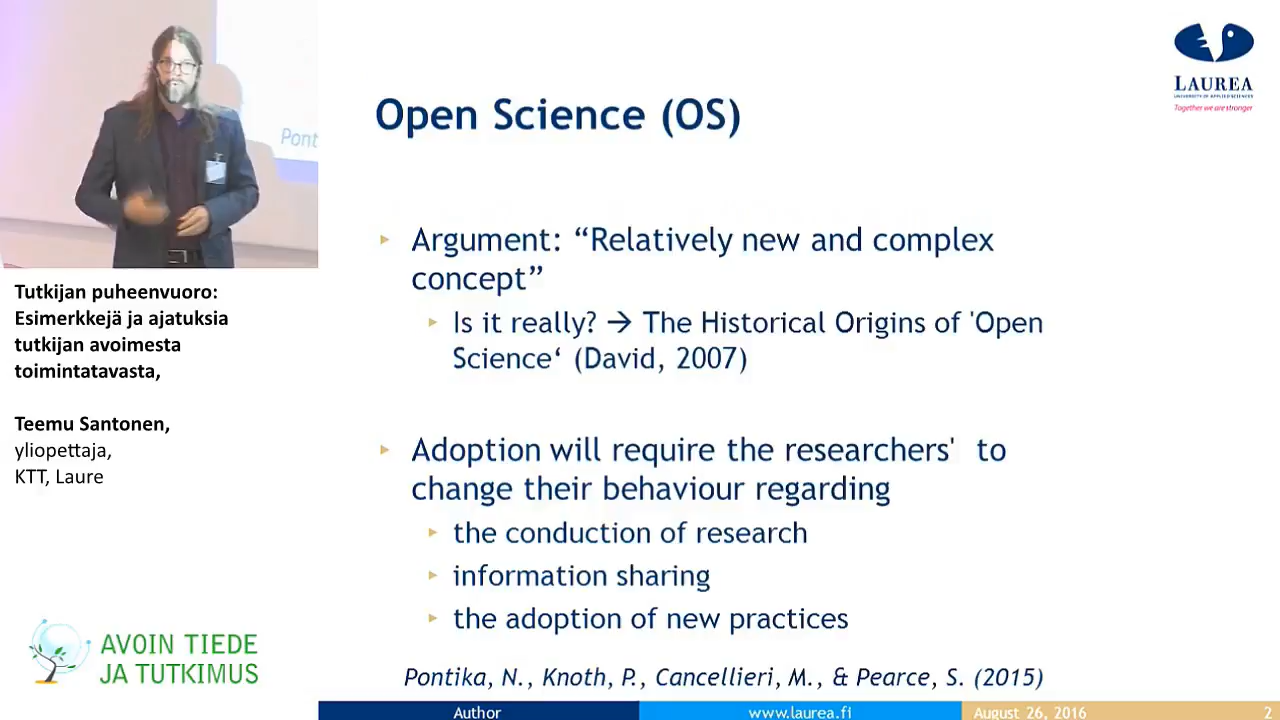 Pont
Tutkijan puheenvuoro:
Esimerkkejä ja ajatuksia
tutkijan avoimesta
toimintatavasta,
Teemu Santonen,
yliopettaja,
KTT, Laure
AVOIN TIEDE
JA TUTKIMUS
LAUREA
UNIVERSITY OF APPLIED SCIENCES
Together we are stronger
Open Science (OS)
Argument: “Relatively new and complex
concept”
Is it really? → The Historical Origins of 'Open
Science‘ (David, 2007)
Adoption will require the researchers'  to
change their behaviour regarding
the conduction of research
information sharing
the adoption of new practices
Pontika, N., Knoth, P., Cancellieri, M., & Pearce, S. (2015)
Author
www.laurea.fi
August 26, 2016
2